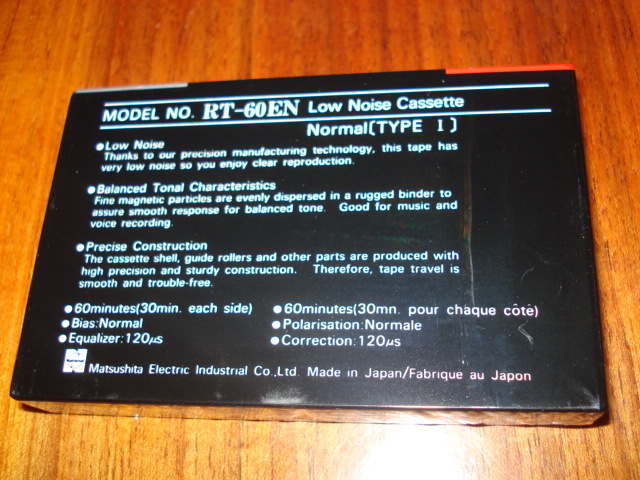 MODEL NO. RT-60EN Low Noise Cassette
Normal(TYPE I)
●Low Noise
Thanks to our precision manufacturing technology, this tape has
very low noise so you enjoy clear reproduction.
●Balanced Tonal Characteristics
Fine magnetic particles are evenly dispersed in a rugged binder to
assure smooth response for balanced tone. Good for music and
voice recording.
●Precise Construction
The cassette shell, guide rollers and other parts are produced with
high precision and sturdy construction. Therefore, tape travel is
smooth and trouble-free.
●60minutes(30min. each side)
●Bias:Normal
●Equalizer:120μs
●60minutes(30mn. pour chaque côté)
●Polarisation:Normale
●Correction:120μs
National
Matsushita Electric Industrial Co.,Ltd. Made in Japan/Fabriqué au Japon